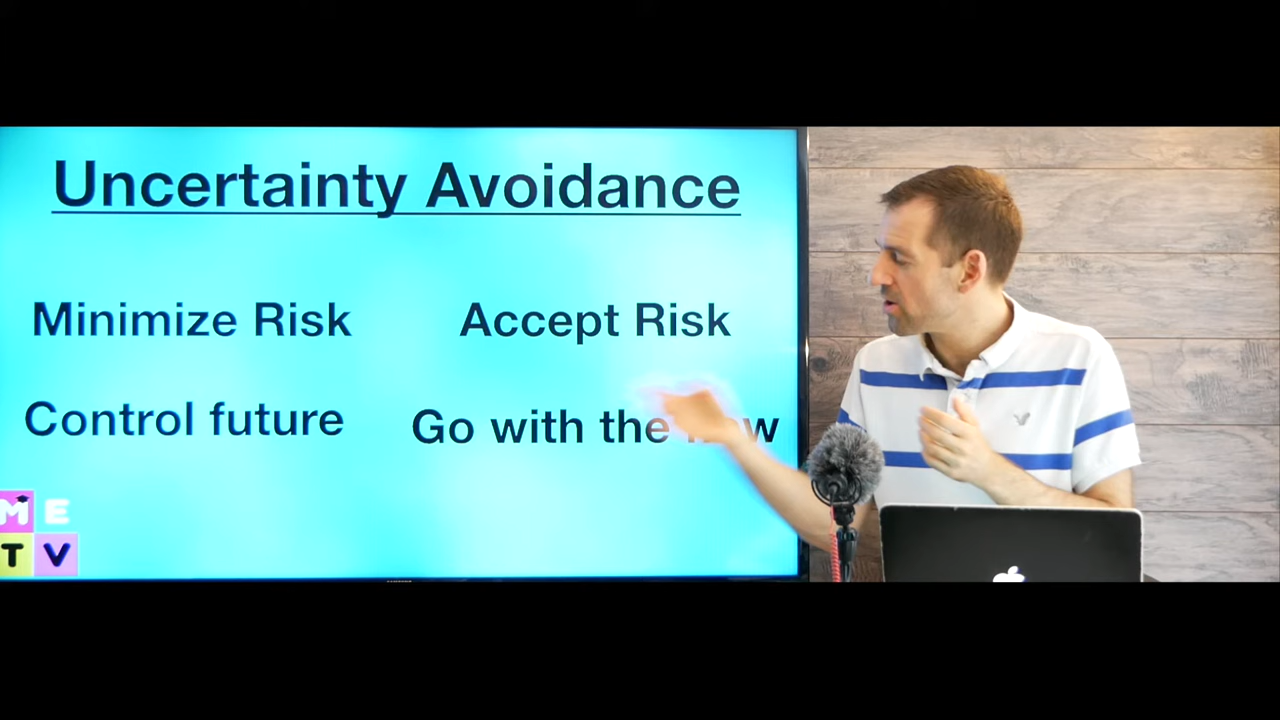 Uncertainty Avoidance
Minimize Risk
Accept Risk
Control future
Go with the
M E
T V